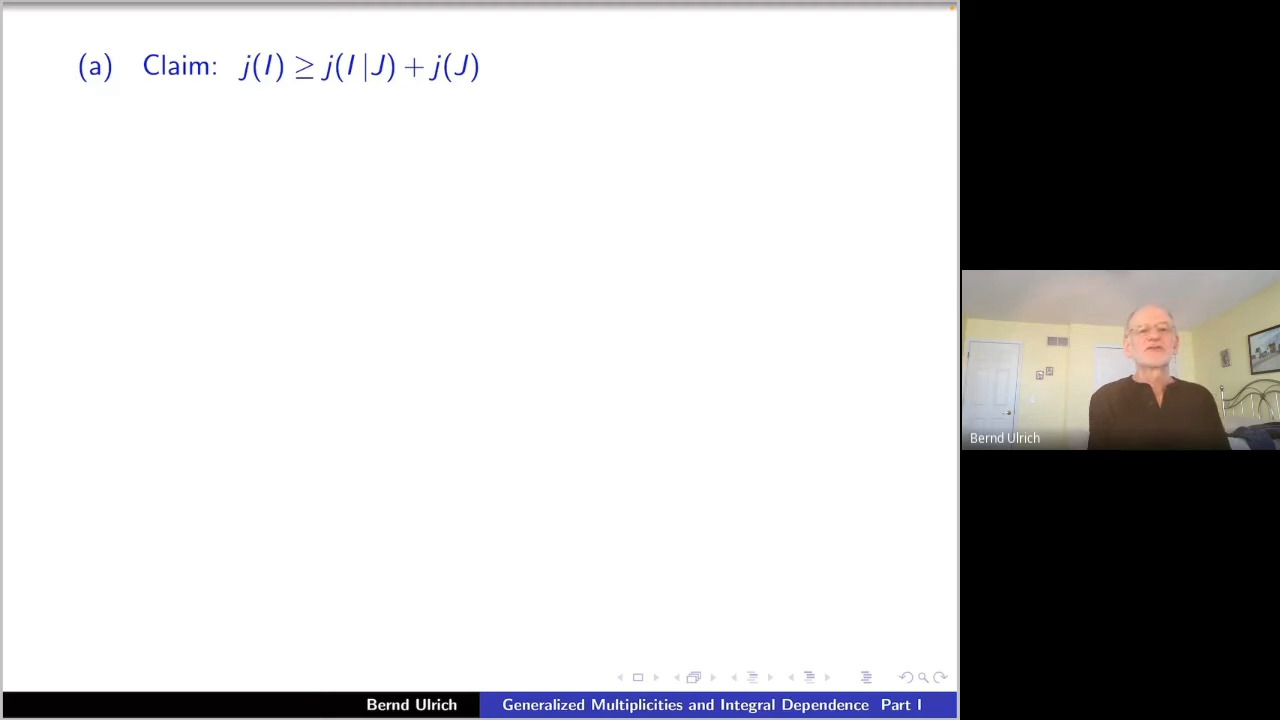 (a) Claim: j(I) ≥ j(I | J) + j(J)
Bernd Ulrich
Bernd Ulrich Generalized Multiplicities and Integral Dependence Part I